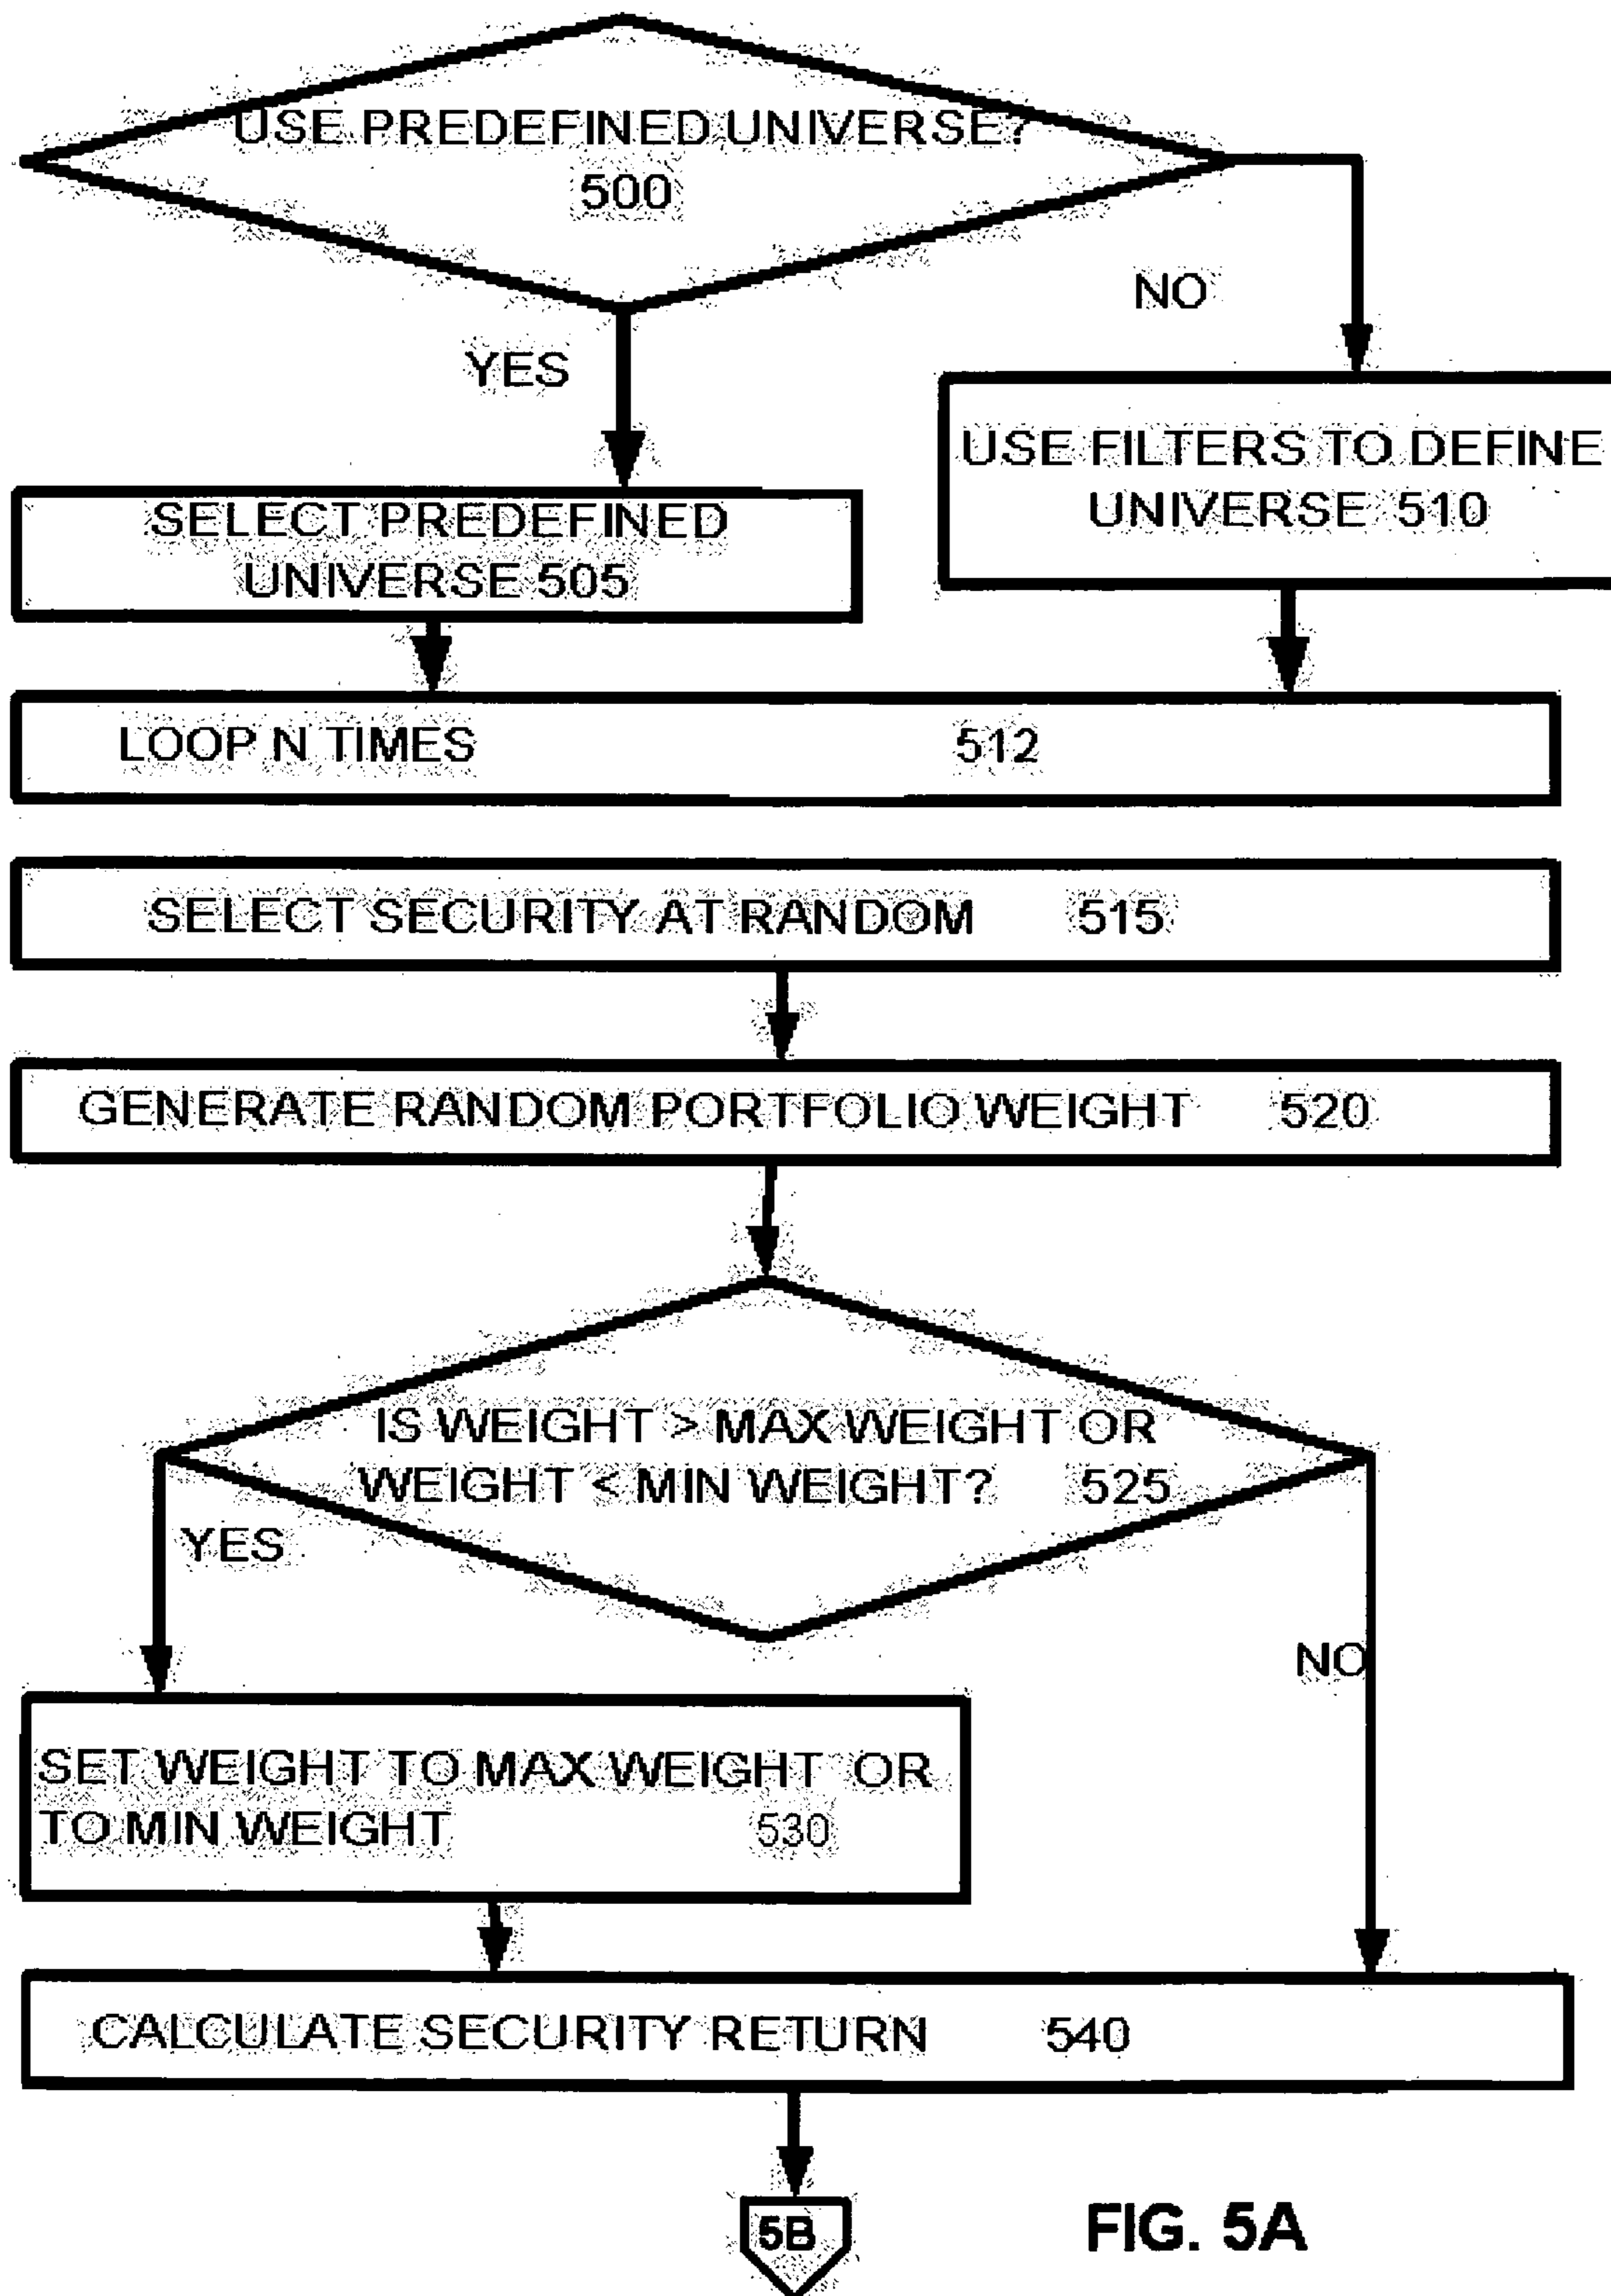 USE PREDEFINED UNIVERSE?
500
NO
YES
USE FILTERS TO DEFINE
UNIVERSE 510
SELECT PREDEFINED
UNIVERSE 505
LOOP N TIMES 512
SELECT SECURITY AT RANDOM 515
GENERATE RANDOM PORTFOLIO WEIGHT 520
IS WEIGHT > MAX WEIGHT OR
WEIGHT < MIN WEIGHT? 525
YES
NO
SET WEIGHT TO MAX WEIGHT OR
TO MIN WEIGHT 530
CALCULATE SECURITY RETURN 540
5B
FIG. 5A